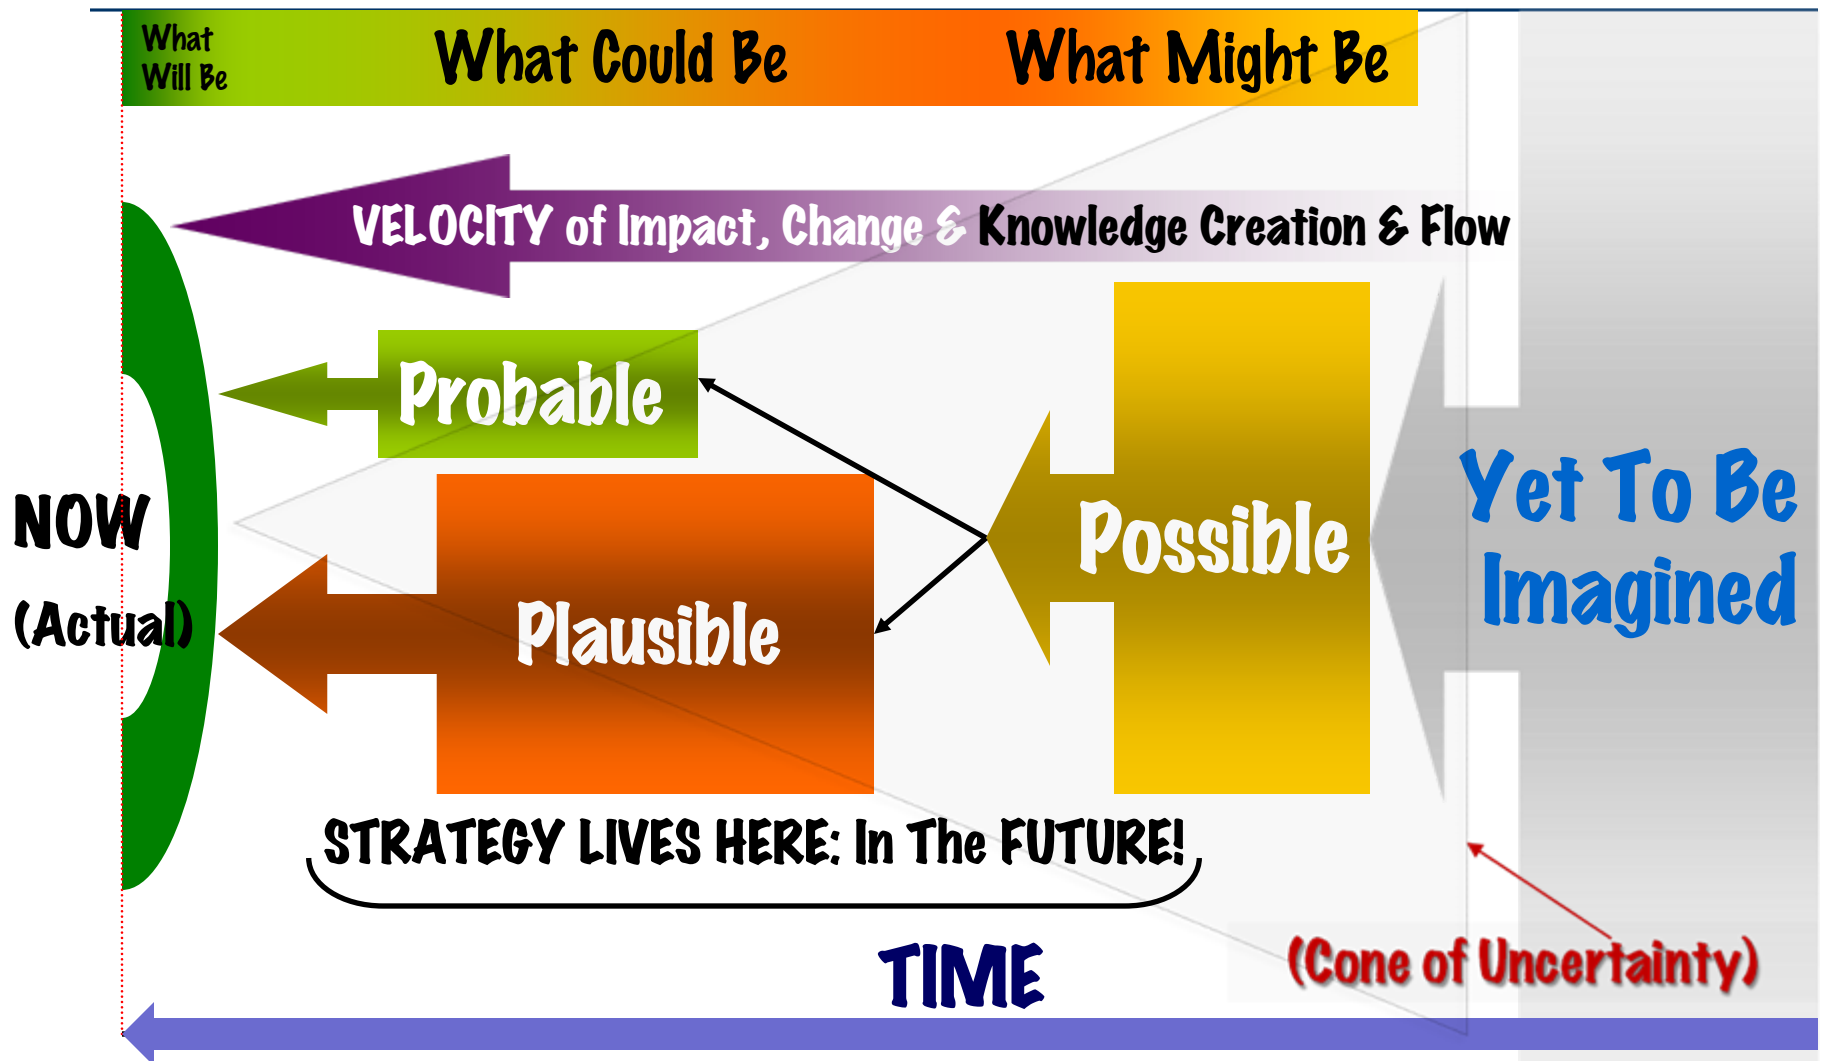 What
Will Be
What Could Be
What Might Be
VELOCITY of Impact, Change & Knowledge Creation & Flow
Probable
Possible
Plausible
Yet To Be
Imagined
NOW
(Actual)
STRATEGY LIVES HERE: In The FUTURE!
(Cone of Uncertainty)
TIME